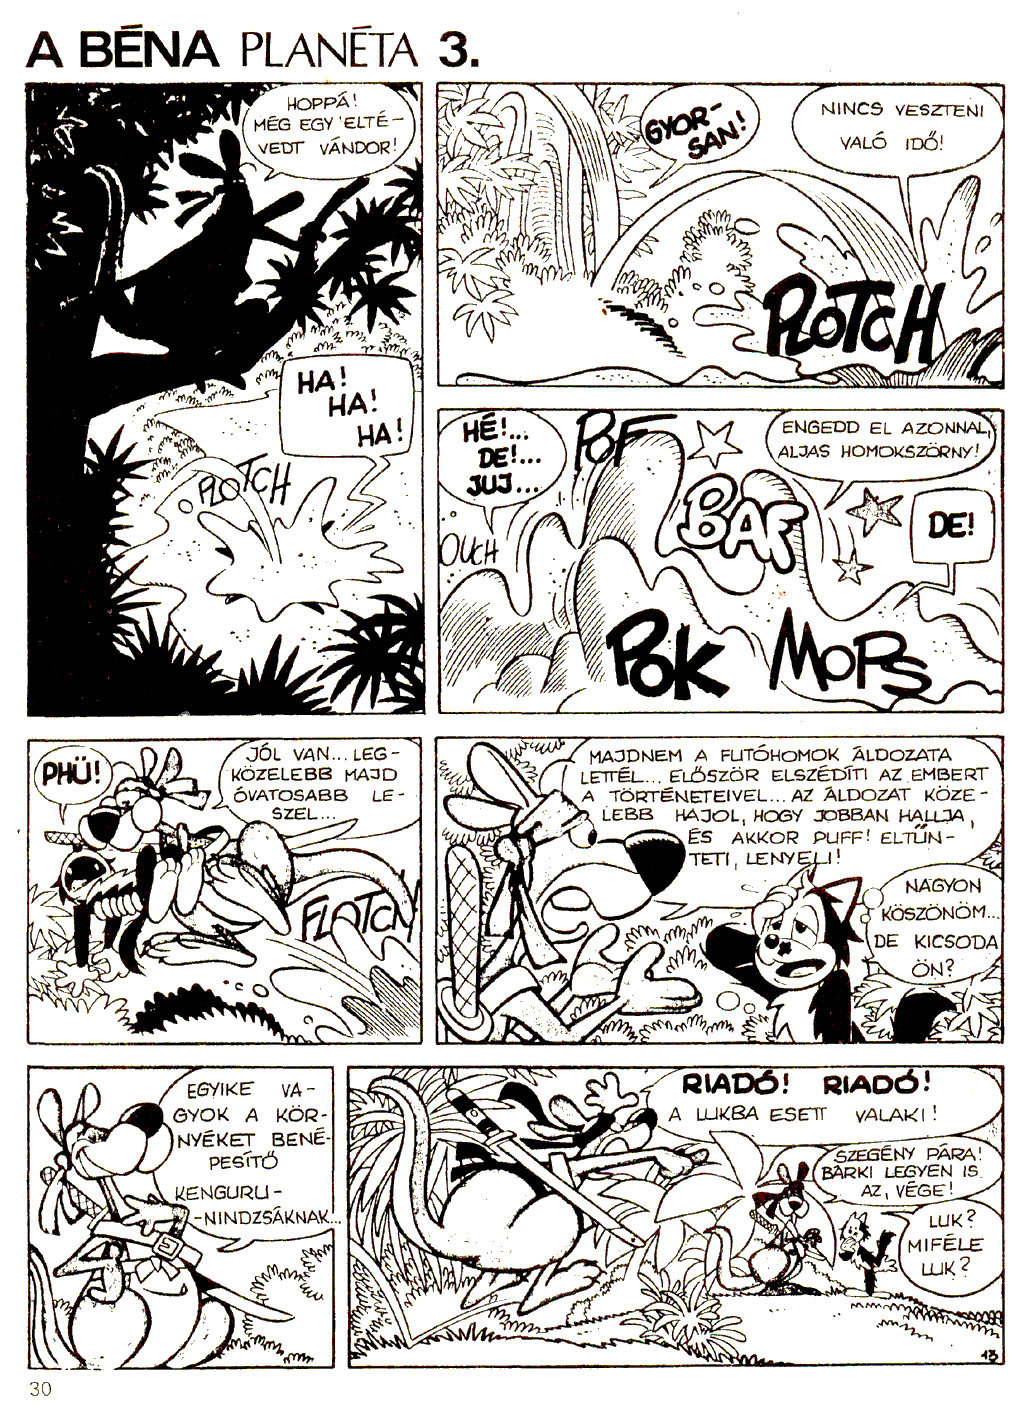 A BÉNA PLANÉTA 3.
HOPPÁ!
MÉG EGY ELTÉ-
VEDT VÁNDOR!
HA!
HA!
HA!
PLOTCH
GYOR-
SAN!
NINCS VESZTENI
VALÓ IDŐ!
PLOTCH
HÉ!...
DE!...
JUJ...
POF
ENGEDD EL AZONNAL,
ALJAS HOMOKSZÖRNY!
BAF
DE!
OUCH
POK
MOPS
PHÜ!
JÓL VAN... LEG-
KÖZELEBB MAJD
ÓVATOSABB LE-
SZEL...
FLOTCH
MAJDNEM A FUTÓHOMOK ÁLDOZATA
LETTÉL... ELŐSZÖR ELSZÉDÍTI AZ EMBERT
A TÖRTÉNETEIVEL... AZ ÁLDOZAT KÖZE-
LEBB HAJOL, HOGY JOBBAN HALLJA,
ÉS AKKOR PUFF! ELTŰN-
TETI, LENYELI!
NAGYON
KÖSZÖNÖM...
DE KICSODA
ÖN?
EGYIKE VA-
GYOK A KÖR-
NYÉKET BENÉ-
PESÍTŐ
KENGURU-
-NINDZSÁKNAK...
RIADÓ! RIADÓ!
A LUKBA ESETT VALAKI!
SZEGÉNY PÁRA!
BÁRKI LEGYEN IS
AZ, VÉGE!
LUK?
MIFÉLE
LUK?
13
30